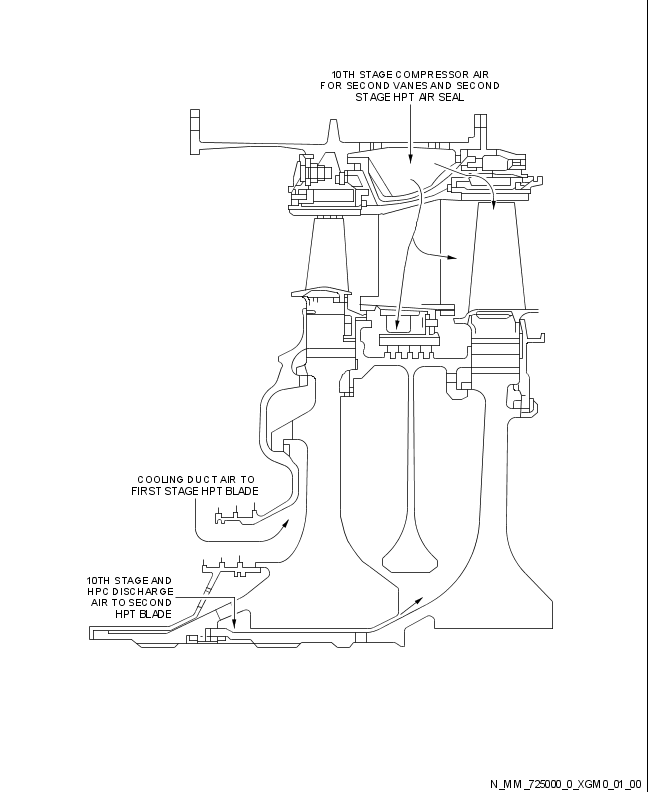 10TH STAGE COMPRESSOR AIR
FOR SECOND VANES AND SECOND
STAGE HPT AIR SEAL
COOLING DUCT AIR TO
FIRST STAGE HPT BLADE
10TH STAGE AND
HPC DISCHARGE
AIR TO SECOND
HPT BLADE
N_MM_725000_0_XGM0_01_00